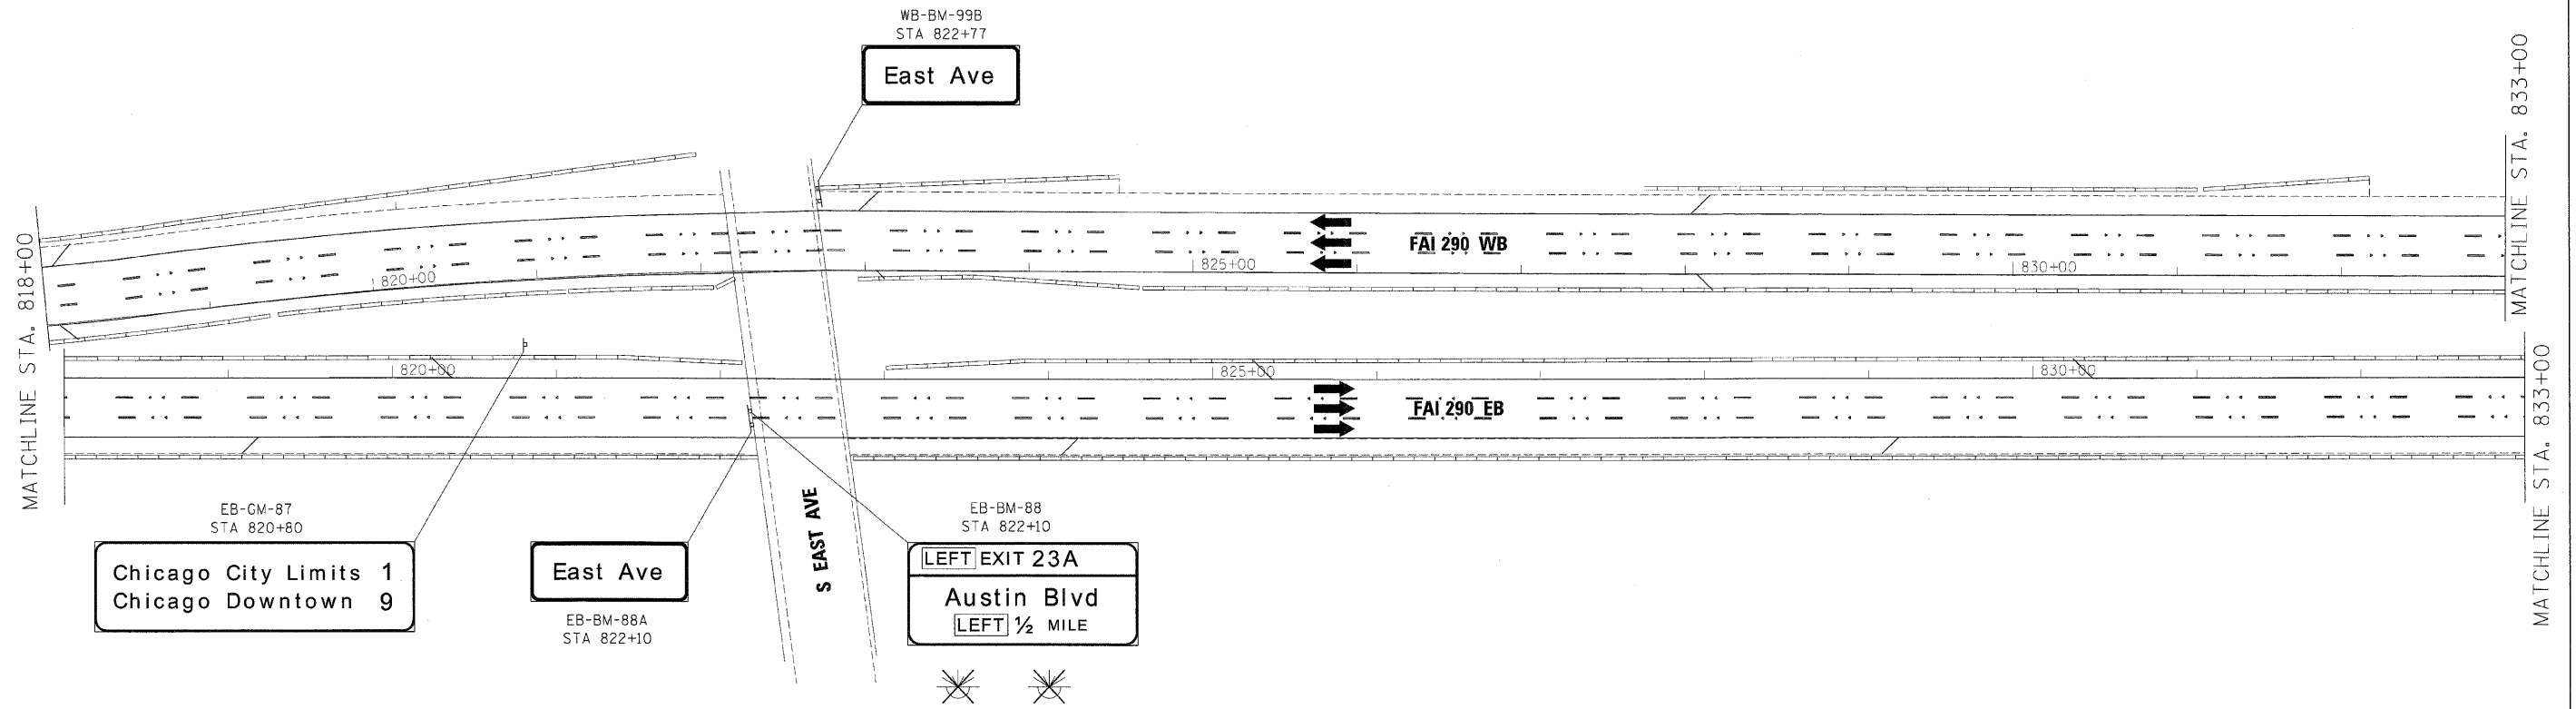 WB-BM-99B
STA 822+77
East Ave
MATCHLINE STA. 818+00
MATCHLINE STA. 833+00
820+00
825+00
FAI 290 WB
830+00
820+00
825+00
FAI 290 EB
830+00
MATCHLINE STA. 833+00
S EAST AVE
EB-GM-87
STA 820+80
Chicago City Limits 1
Chicago Downtown 9
East Ave
EB-BM-88A
STA 822+10
EB-BM-88
STA 822+10
LEFT EXIT 23A
Austin Blvd
LEFT ½ MILE